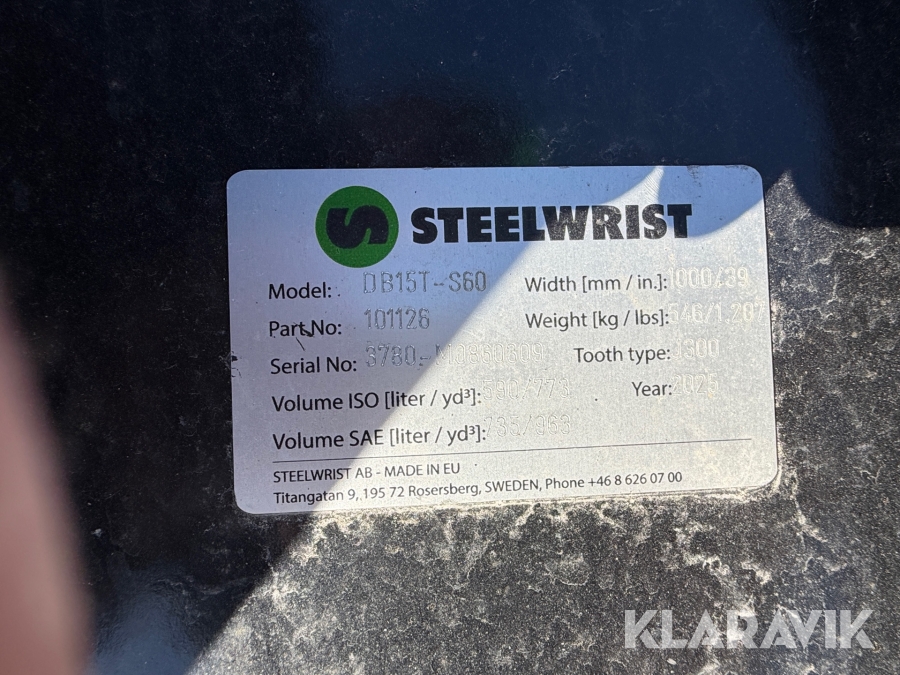 STEELWRIST
Model: DB15T-S60
Width [mm / in.]: 1000/39
Part No: 101126
Weight [kg / lbs]: 546/1.20
Serial No: 3780-
Tooth type:
Volume ISO [liter / yd³]:
Year: 2025
Volume SAE [liter / yd³]:
STEELWRIST AB - MADE IN EU
Titangatan 9, 195 72 Rosersberg, SWEDEN, Phone +46 8 626 07 00
KLARAVIK